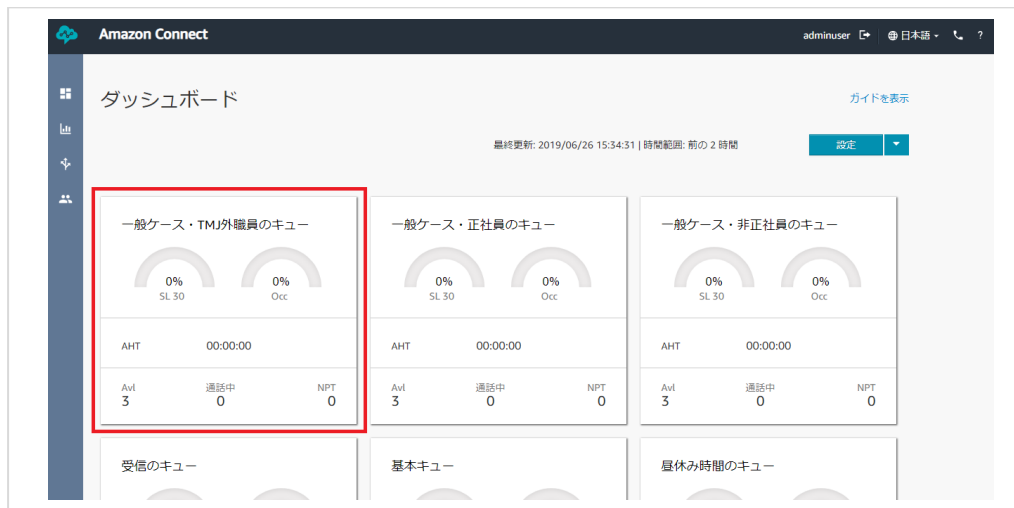 Amazon Connect
adminuser
日本語
?
ダッシュボード
ガイドを表示
最終更新: 2019/06/26 15:34:31 | 時間範囲: 前の 2 時間
設定
一般ケース・TMJ外職員のキュー
0%
SL 30
0%
Occ
AHT 00:00:00
Avl 通話中 NPT
3 0 0
一般ケース・正社員のキュー
0%
SL 30
0%
Occ
AHT 00:00:00
Avl 通話中 NPT
3 0 0
一般ケース・非正社員のキュー
0%
SL 30
0%
Occ
AHT 00:00:00
Avl 通話中 NPT
3 0 0
受信のキュー
基本キュー
昼休み時間のキュー